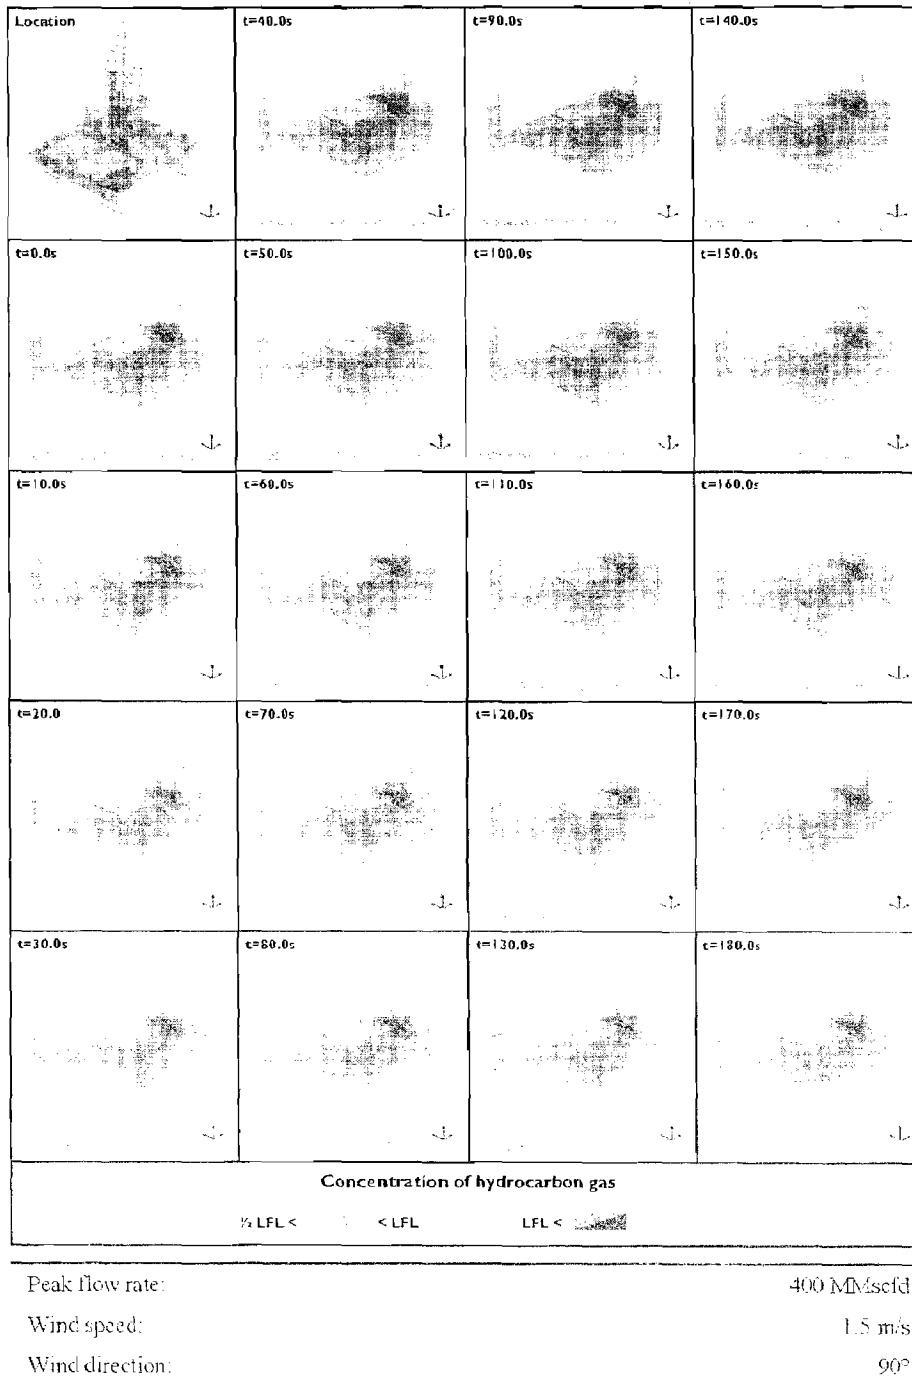 Location t=40.0s t=90.0s t=140.0s
t=0.0s t=50.0s t=100.0s t=150.0s
t=10.0s t=60.0s t=110.0s t=160.0s
t=20.0 t=70.0s t=120.0s t=170.0s
t=30.0s t=80.0s t=130.0s t=180.0s
Concentration of hydrocarbon gas
½ LFL < < LFL LFL <
Peak flow rate: 400 MMscfd
Wind speed: 1.5 m/s
Wind direction: 90°